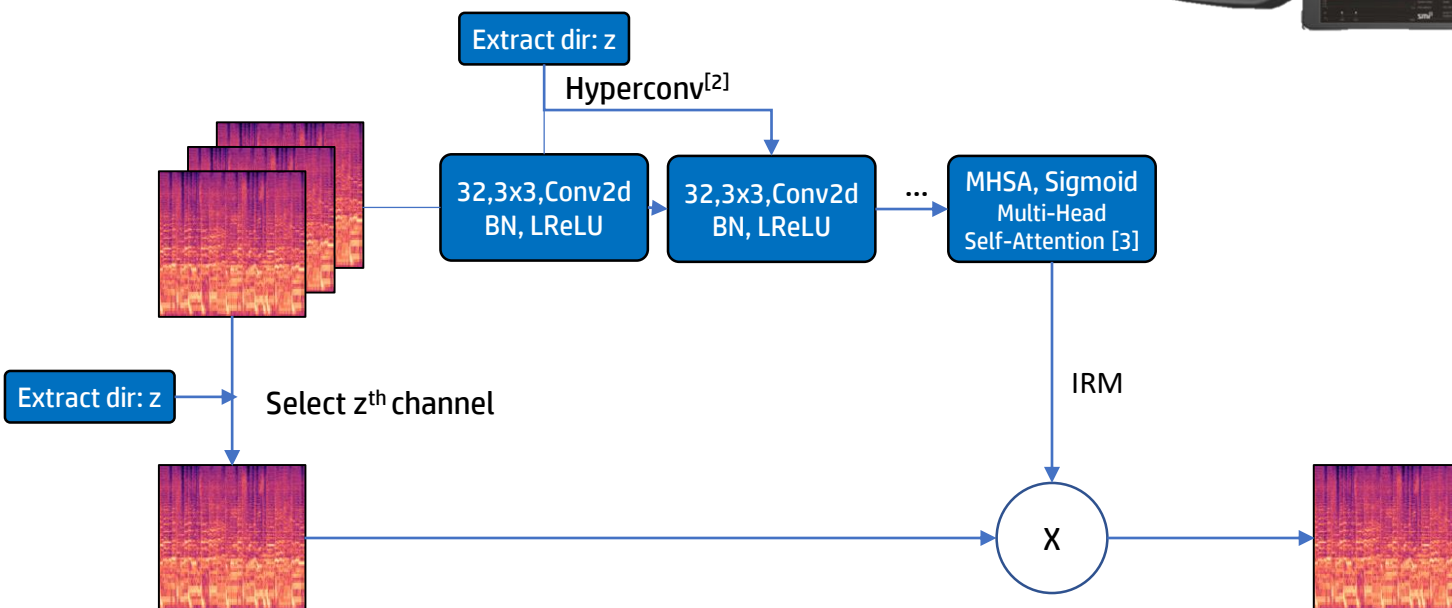 smi
Extract dir: z
Hyperconv[2]
32,3x3,Conv2d
BN, LReLU
32,3x3,Conv2d
BN, LReLU
...
MHSA, Sigmoid
Multi-Head
Self-Attention [3]
Extract dir: z
Select zth channel
IRM
X